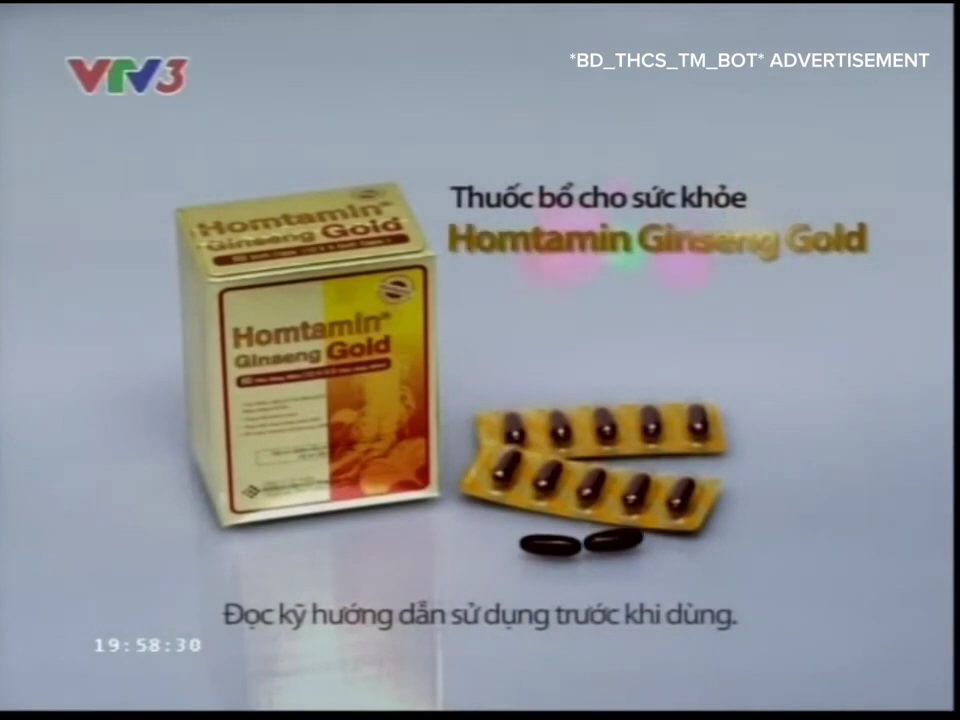 VTV3
*BD_THCS_TM_BOT* ADVERTISEMENT
Thuốc bổ cho sức khỏe
Homtamin Ginseng Gold
Homtamin
Ginseng Gold
Homtamin
Ginseng Gold
Đọc kỹ hướng dẫn sử dụng trước khi dùng.
19:58:30